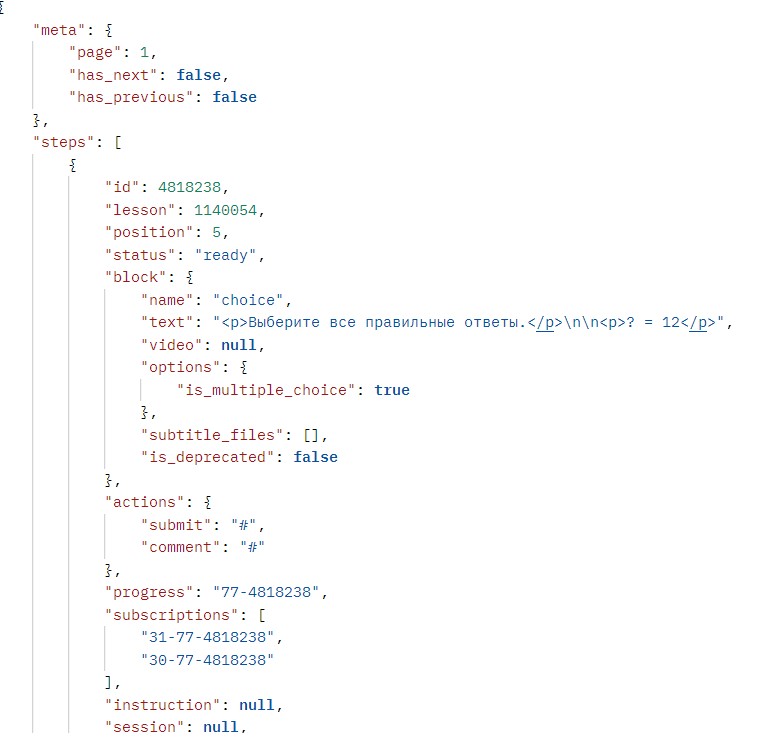 {
"meta": {
"page": 1,
"has_next": false,
"has_previous": false
},
"steps": [
{
"id": 4818238,
"lesson": 1140054,
"position": 5,
"status": "ready",
"block": {
"name": "choice",
"text": "<p>Выберите все правильные ответы.</p>\n\n<p>? = 12</p>",
"video": null,
"options": {
"is_multiple_choice": true
},
"subtitle_files": [],
"is_deprecated": false
},
"actions": {
"submit": "#",
"comment": "#"
},
"progress": "77-4818238",
"subscriptions": [
"31-77-4818238",
"30-77-4818238"
],
"instruction": null,
"session": null,